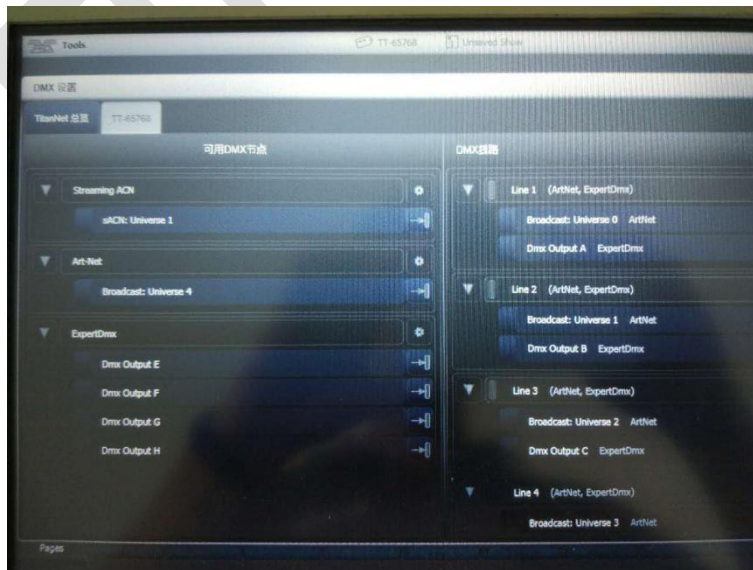 Tools
TT-65768
Unsaved Show
DMX 设置
TitanNet 总览
TT-65768
可用DMX节点
Streaming ACN
sACN: Universe 1
Art-Net
Broadcast: Universe 4
ExpertDmx
Dmx Output E
Dmx Output F
Dmx Output G
Dmx Output H
DMX线路
Line 1 (ArtNet, ExpertDmx)
Broadcast: Universe 0 ArtNet
Dmx Output A ExpertDmx
Line 2 (ArtNet, ExpertDmx)
Broadcast: Universe 1 ArtNet
Dmx Output B ExpertDmx
Line 3 (ArtNet, ExpertDmx)
Broadcast: Universe 2 ArtNet
Dmx Output C ExpertDmx
Line 4 (ArtNet, ExpertDmx)
Broadcast: Universe 3 ArtNet
Pages